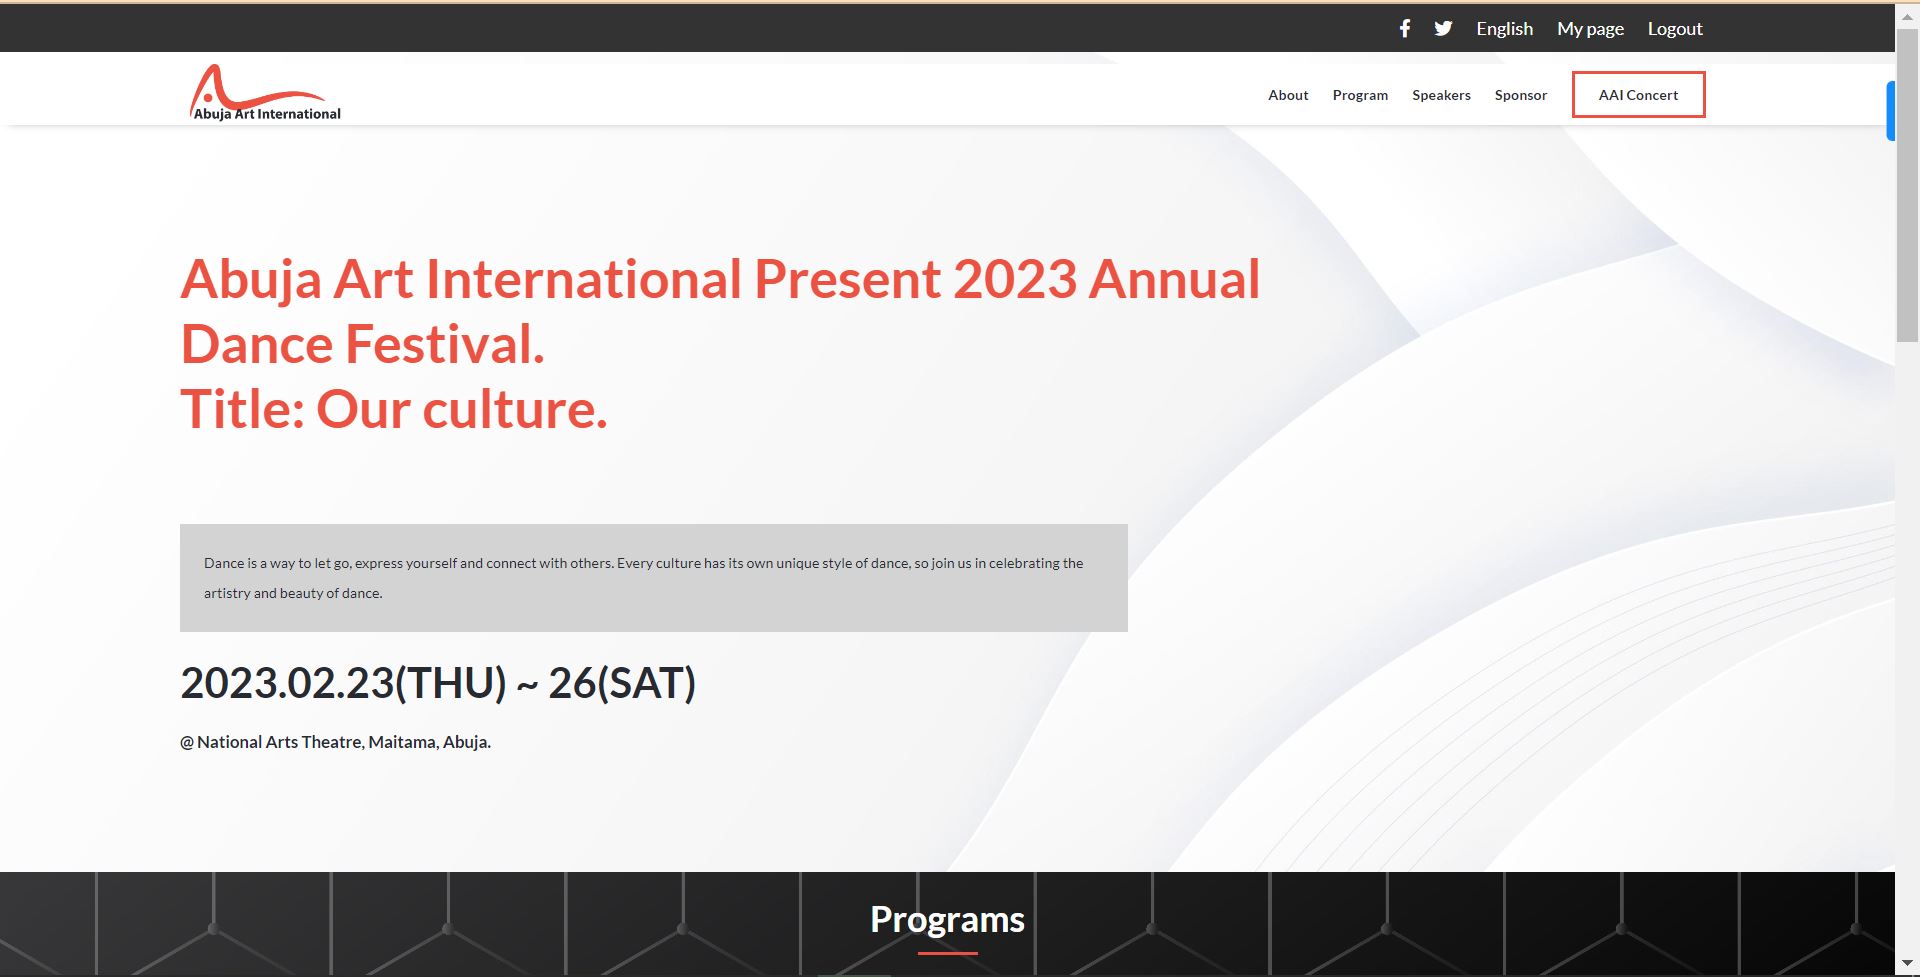 English My page Logout
Abuja Art International
About Program Speakers Sponsor AAI Concert
Abuja Art International Present 2023 Annual
Dance Festival.
Title: Our culture.
Dance is a way to let go, express yourself and connect with others. Every culture has its own unique style of dance, so join us in celebrating the
artistry and beauty of dance.
2023.02.23(THU) ~ 26(SAT)
@ National Arts Theatre, Maitama, Abuja.
Programs